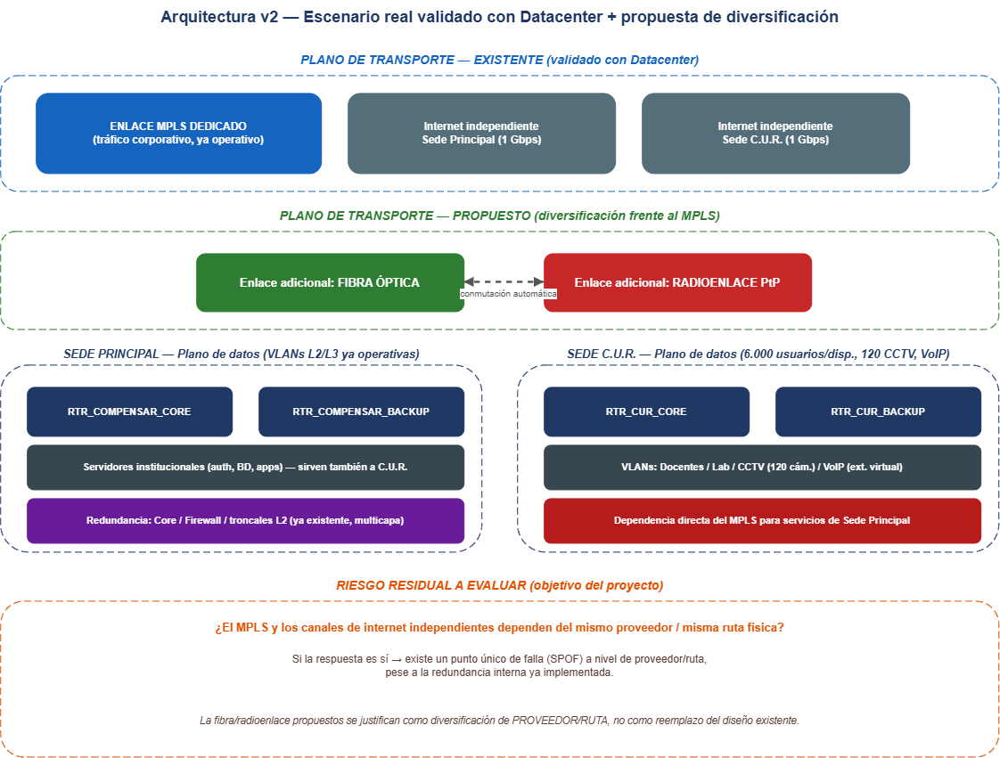 Arquitectura v2 — Escenario real validado con Datacenter + propuesta de diversificación
PLANO DE TRANSPORTE — EXISTENTE (validado con Datacenter)
ENLACE MPLS DEDICADO
(tráfico corporativo, ya operativo)
Internet independiente
Sede Principal (1 Gbps)
Internet independiente
Sede C.U.R. (1 Gbps)
PLANO DE TRANSPORTE — PROPUESTO (diversificación frente al MPLS)
Enlace adicional: FIBRA ÓPTICA
conmutación automática
Enlace adicional: RADIOENLACE PtP
SEDE PRINCIPAL — Plano de datos (VLANs L2/L3 ya operativas)
RTR_COMPENSAR_CORE
RTR_COMPENSAR_BACKUP
Servidores institucionales (auth, BD, apps) — sirven también a C.U.R.
Redundancia: Core / Firewall / troncales L2 (ya existente, multicapa)
SEDE C.U.R. — Plano de datos (6.000 usuarios/disp., 120 CCTV, VoIP)
RTR_CUR_CORE
RTR_CUR_BACKUP
VLANs: Docentes / Lab / CCTV (120 cám.) / VoIP (ext. virtual)
Dependencia directa del MPLS para servicios de Sede Principal
RIESGO RESIDUAL A EVALUAR (objetivo del proyecto)
¿El MPLS y los canales de internet independientes dependen del mismo proveedor / misma ruta física?
Si la respuesta es sí → existe un punto único de falla (SPOF) a nivel de proveedor/ruta,
pese a la redundancia interna ya implementada.
La fibra/radioenlace propuestos se justifican como diversificación de PROVEEDOR/RUTA, no como reemplazo del diseño existente.